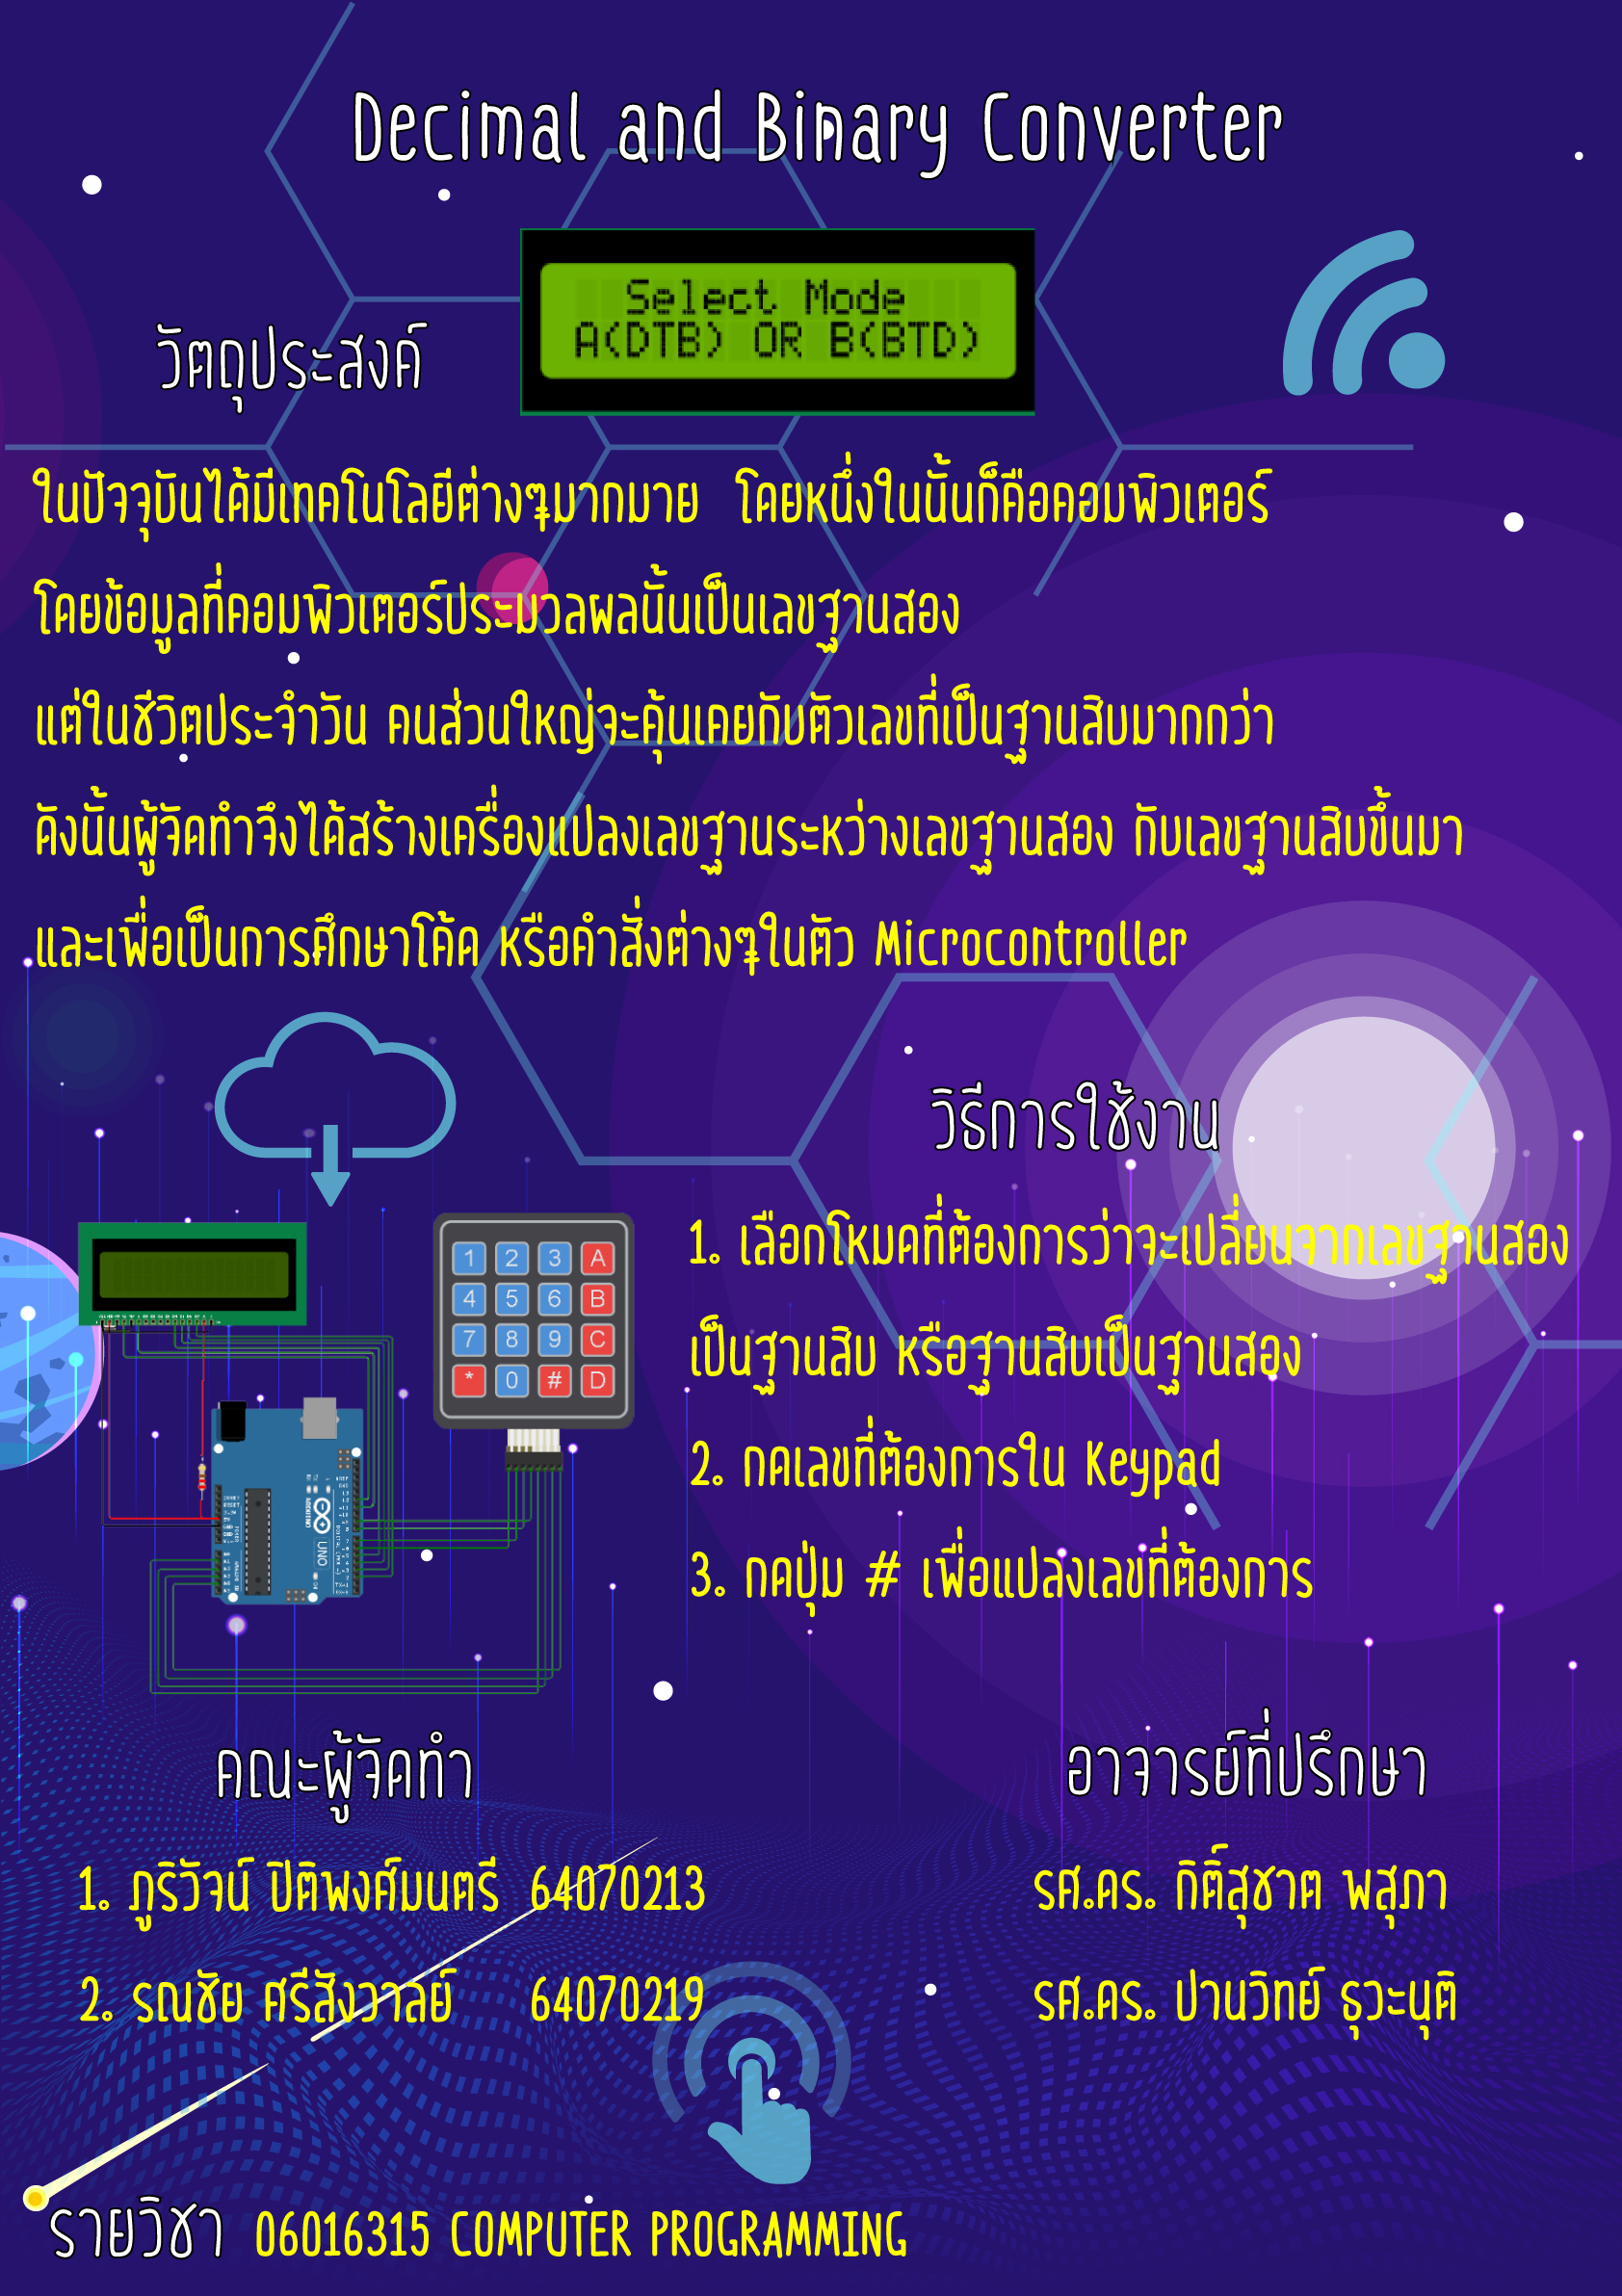 Decimal and Binary Converter
Select Mode
A(DTB) OR B(BTD)
วัตถุประสงค์
ในปัจจุบันได้มีเทคโนโลยีต่างๆมากมาย โดยหนึ่งในนั้นก็คือคอมพิวเตอร์
โดยข้อมูลที่คอมพิวเตอร์ประมวลผลนั้นเป็นเลขฐานสอง
แต่ในชีวิตประจำวัน คนส่วนใหญ่จะคุ้นเคยกับตัวเลขที่เป็นฐานสิบมากกว่า
ดังนั้นผู้จัดทำจึงได้สร้างเครื่องแปลงเลขฐานระหว่างเลขฐานสอง กับเลขฐานสิบขึ้นมา
และเพื่อเป็นการศึกษาโค้ด หรือคำสั่งต่างๆในตัว Microcontroller
วิธีการใช้งาน
1. เลือกโหมดที่ต้องการว่าจะเปลี่ยนจากเลขฐานสอง
เป็นฐานสิบ หรือฐานสิบเป็นฐานสอง
2. กดเลขที่ต้องการใน Keypad
3. กดปุ่ม # เพื่อแปลงเลขที่ต้องการ
1 2 3 A
4 5 6 B
7 8 9 C
* 0 # D
ARDUINO
UNO
คณะผู้จัดทำ
1. ภูริวัจน์ ปิติพงศ์มนตรี 64070213
2. รณชัย ศรีสังวาลย์ 64070219
อาจารย์ที่ปรึกษา
รศ.ดร. กิติ์สุชาต พสุภา
รศ.ดร. ปานวิทย์ ธุวะนุติ
รายวิชา 06016315 COMPUTER PROGRAMMING